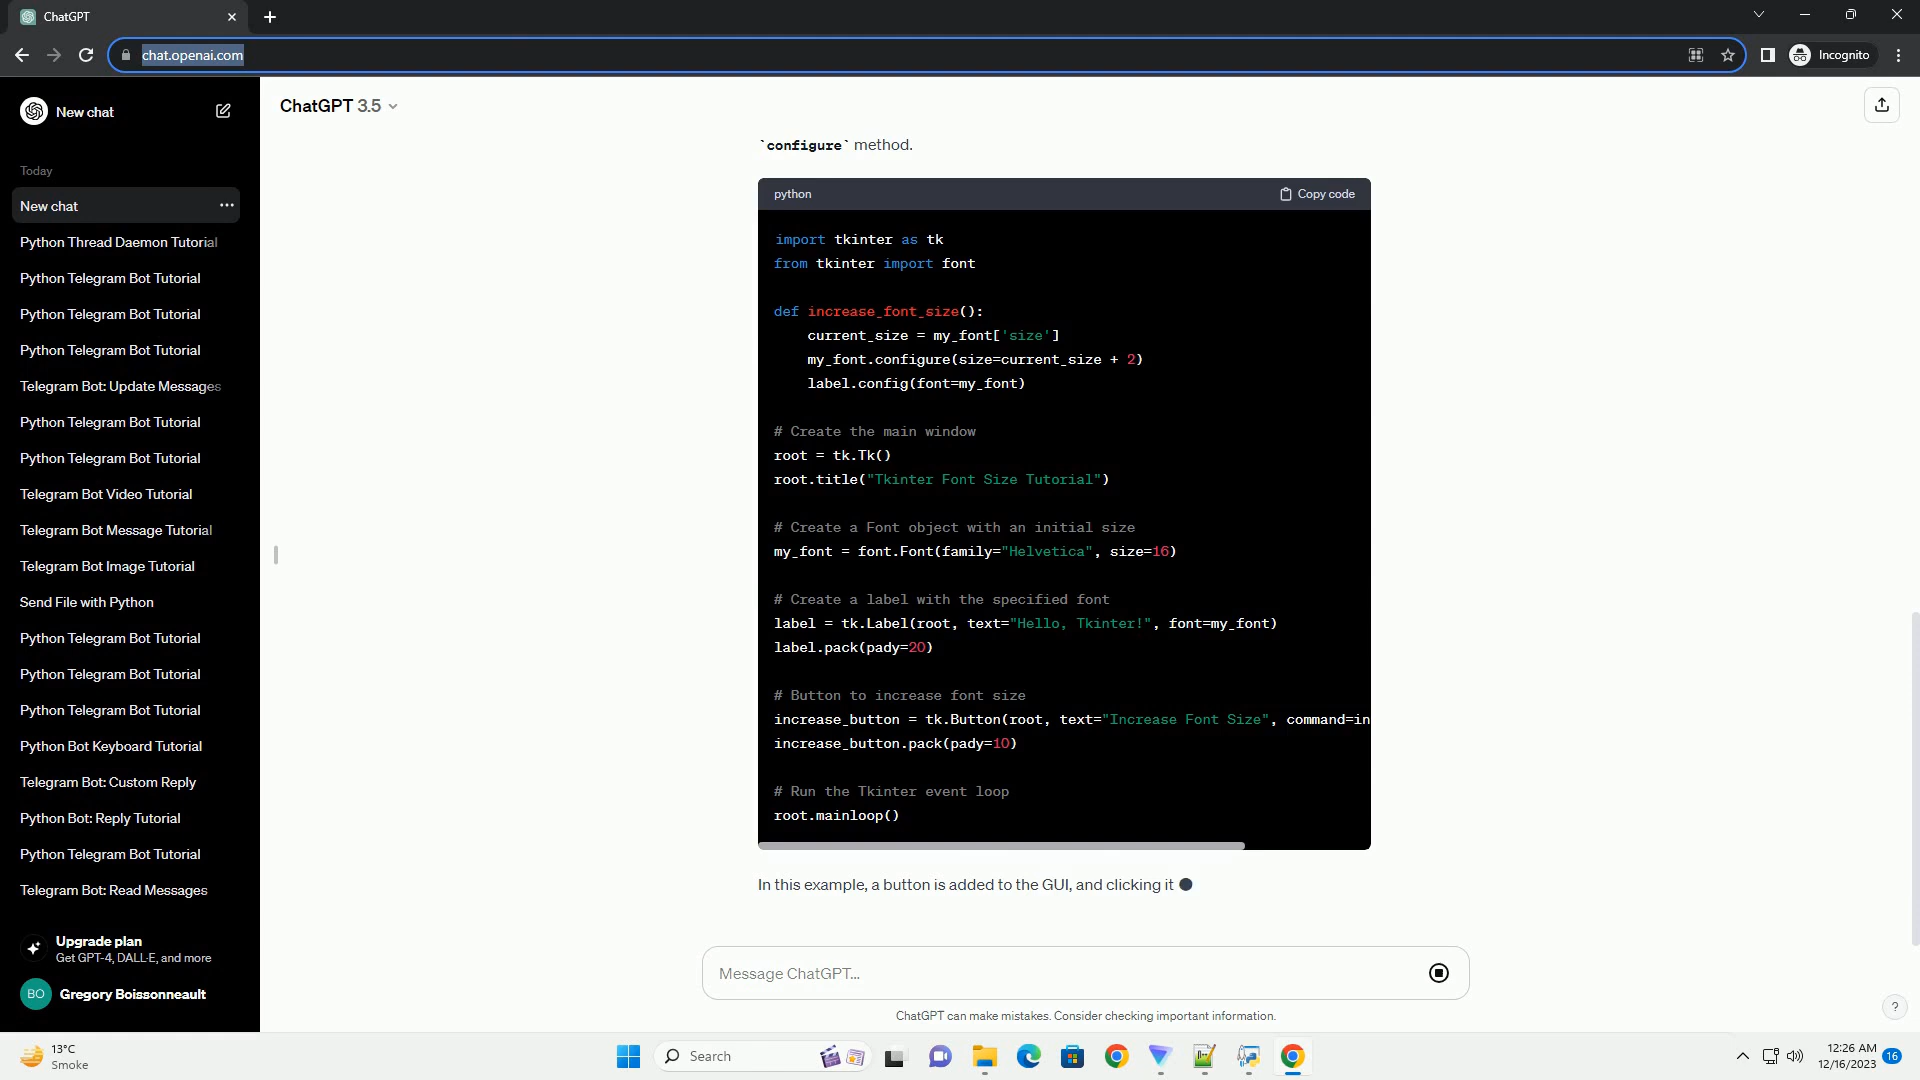 ChatGPT
chat.openai.com
Incognito
New chat
Today
New chat
Python Thread Daemon Tutorial
Python Telegram Bot Tutorial
Python Telegram Bot Tutorial
Python Telegram Bot Tutorial
Telegram Bot: Update Messages
Python Telegram Bot Tutorial
Python Telegram Bot Tutorial
Telegram Bot Video Tutorial
Telegram Bot Message Tutorial
Telegram Bot Image Tutorial
Send File with Python
Python Telegram Bot Tutorial
Python Telegram Bot Tutorial
Python Telegram Bot Tutorial
Python Bot Keyboard Tutorial
Telegram Bot: Custom Reply
Python Bot: Reply Tutorial
Python Telegram Bot Tutorial
Telegram Bot: Read Messages
Upgrade plan
Get GPT-4, DALL·E, and more
BO Gregory Boissonneault
ChatGPT 3.5
`configure` method.
python Copy code
import tkinter as tk
from tkinter import font
def increase_font_size():
    current_size = my_font['size']
    my_font.configure(size=current_size + 2)
    label.config(font=my_font)
# Create the main window
root = tk.Tk()
root.title("Tkinter Font Size Tutorial")
# Create a Font object with an initial size
my_font = font.Font(family="Helvetica", size=16)
# Create a label with the specified font
label = tk.Label(root, text="Hello, Tkinter!", font=my_font)
label.pack(pady=20)
# Button to increase font size
increase_button = tk.Button(root, text="Increase Font Size", command=in
increase_button.pack(pady=10)
# Run the Tkinter event loop
root.mainloop()
In this example, a button is added to the GUI, and clicking it
Message ChatGPT...
ChatGPT can make mistakes. Consider checking important information.
?
13°C
Smoke
Search
12:26 AM
12/16/2023
16